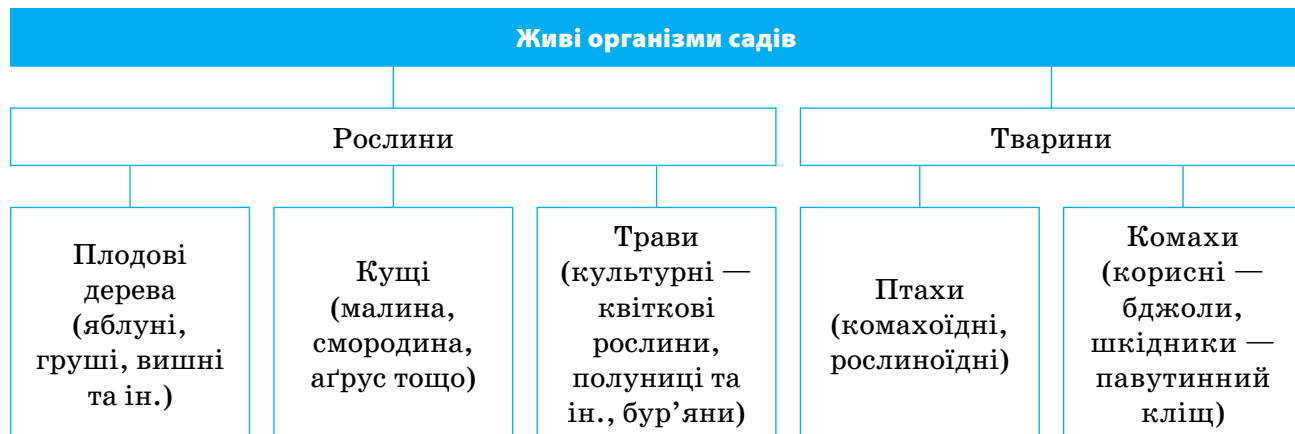 Живі організми садів
Рослини
Тварини
Плодові
дерева
(яблуні,
груші, вишні
та ін.)
Кущі
(малина,
смородина,
аґрус тощо)
Трави
(культурні —
квіткові
рослини,
полуниці та
ін., бур’яни)
Птахи
(комахоїдні,
рослиноїдні)
Комахи
(корисні —
бджоли,
шкідники —
павутинний
кліщ)